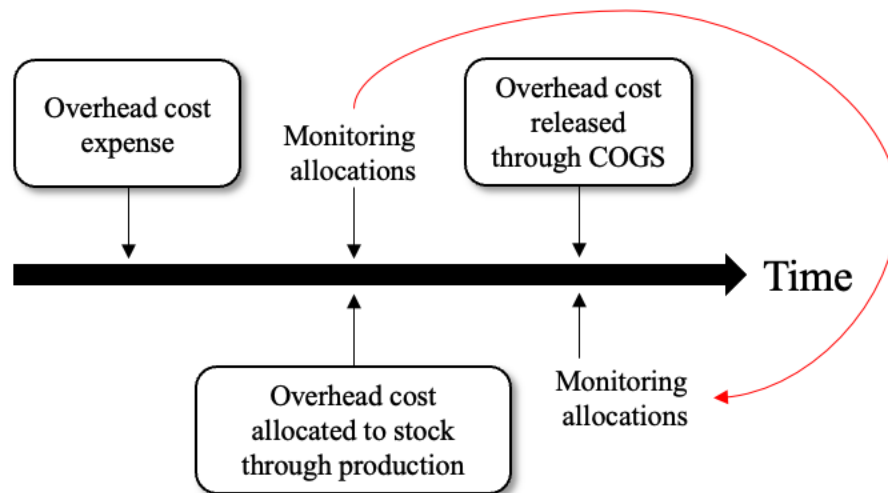 Overhead cost
expense
Monitoring
allocations
Overhead cost
released
through COGS
Time
Overhead cost
allocated to stock
through production
Monitoring
allocations